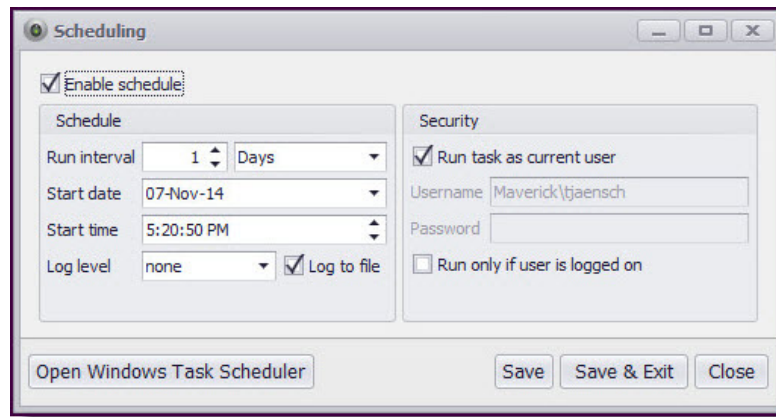 Scheduling
Enable schedule
Schedule
Run interval 1 Days
Start date 07-Nov-14
Start time 5:20:50 PM
Log level none Log to file
Security
Run task as current user
Username Maverick\tjaensch
Password
Run only if user is logged on
Open Windows Task Scheduler Save Save & Exit Close